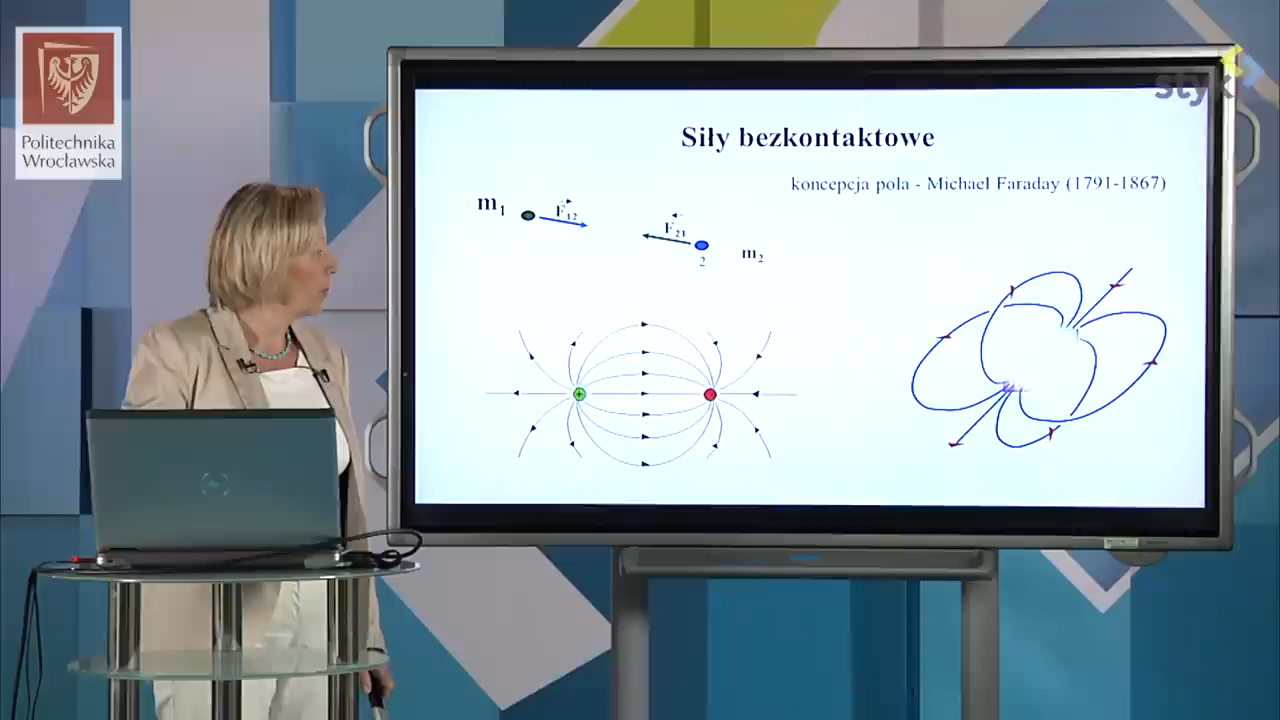 Politechnika
Wrocławska
styk
Siły bezkontaktowe
koncepcja pola - Michael Faraday (1791-1867)
m₁
F₁₂
F₂₁
2
m₂
+